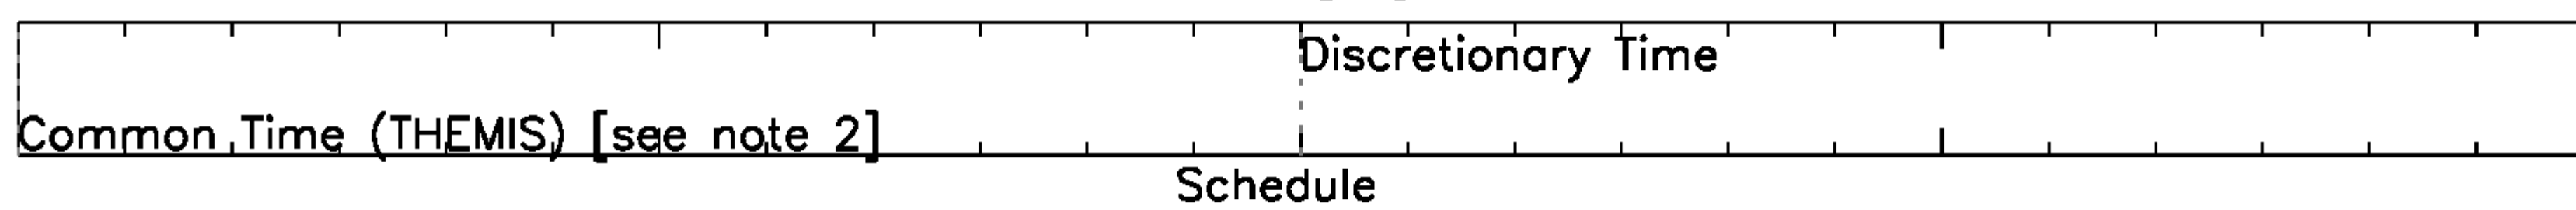 Discretionary Time
Common Time (THEMIS) [see note 2]
Schedule